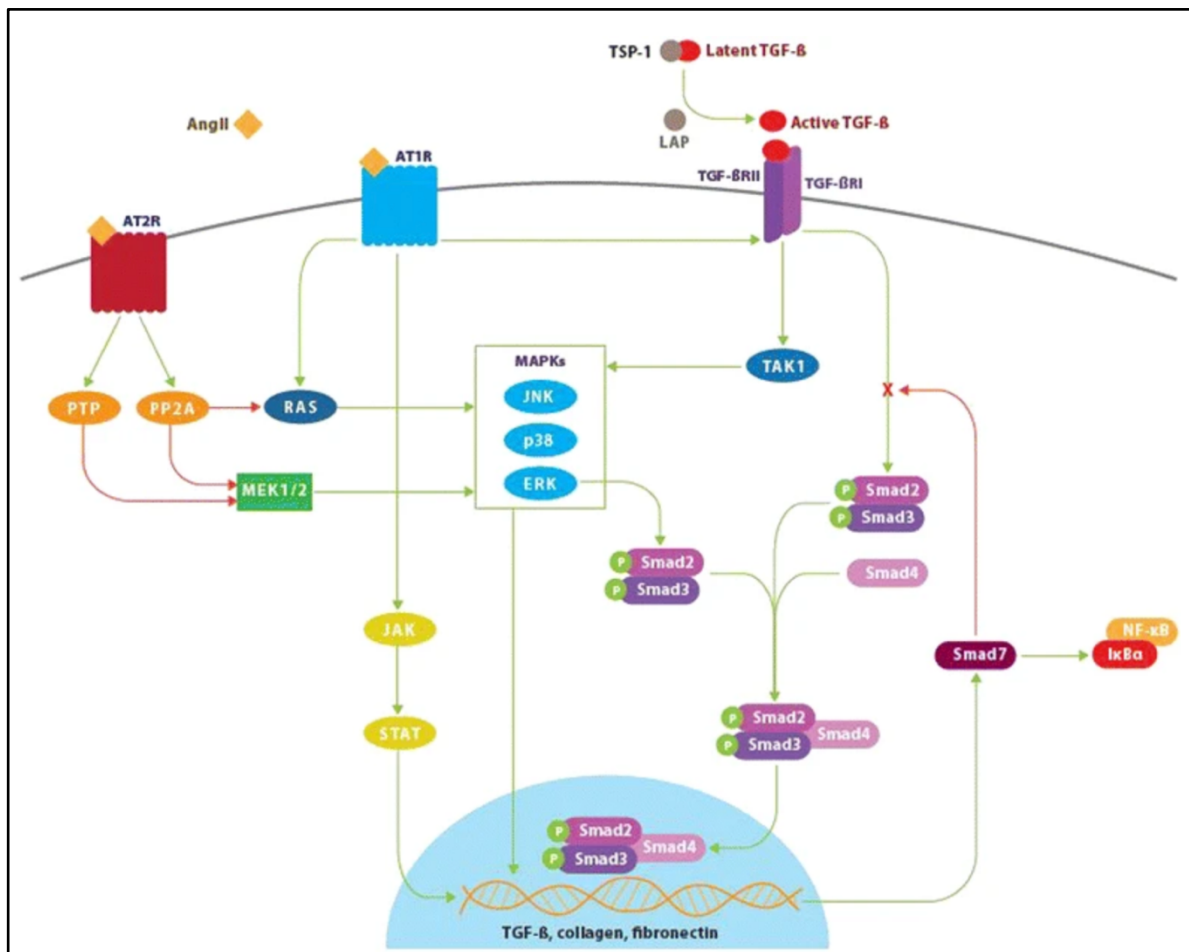 TSP-1
Latent TGF-ß
AngII
LAP
Active TGF-ß
AT1R
TGF-ßRII
TGF-ßRI
AT2R
MAPKs
TAK1
JNK
PTP
PP2A
RAS
X
p38
MEK1/2
ERK
P Smad2
P Smad3
P Smad2
P Smad3
Smad4
JAK
NF-κB
Smad7
IκBα
STAT
P Smad2
P Smad3
Smad4
P Smad2
P Smad3
Smad4
TGF-ß, collagen, fibronectin